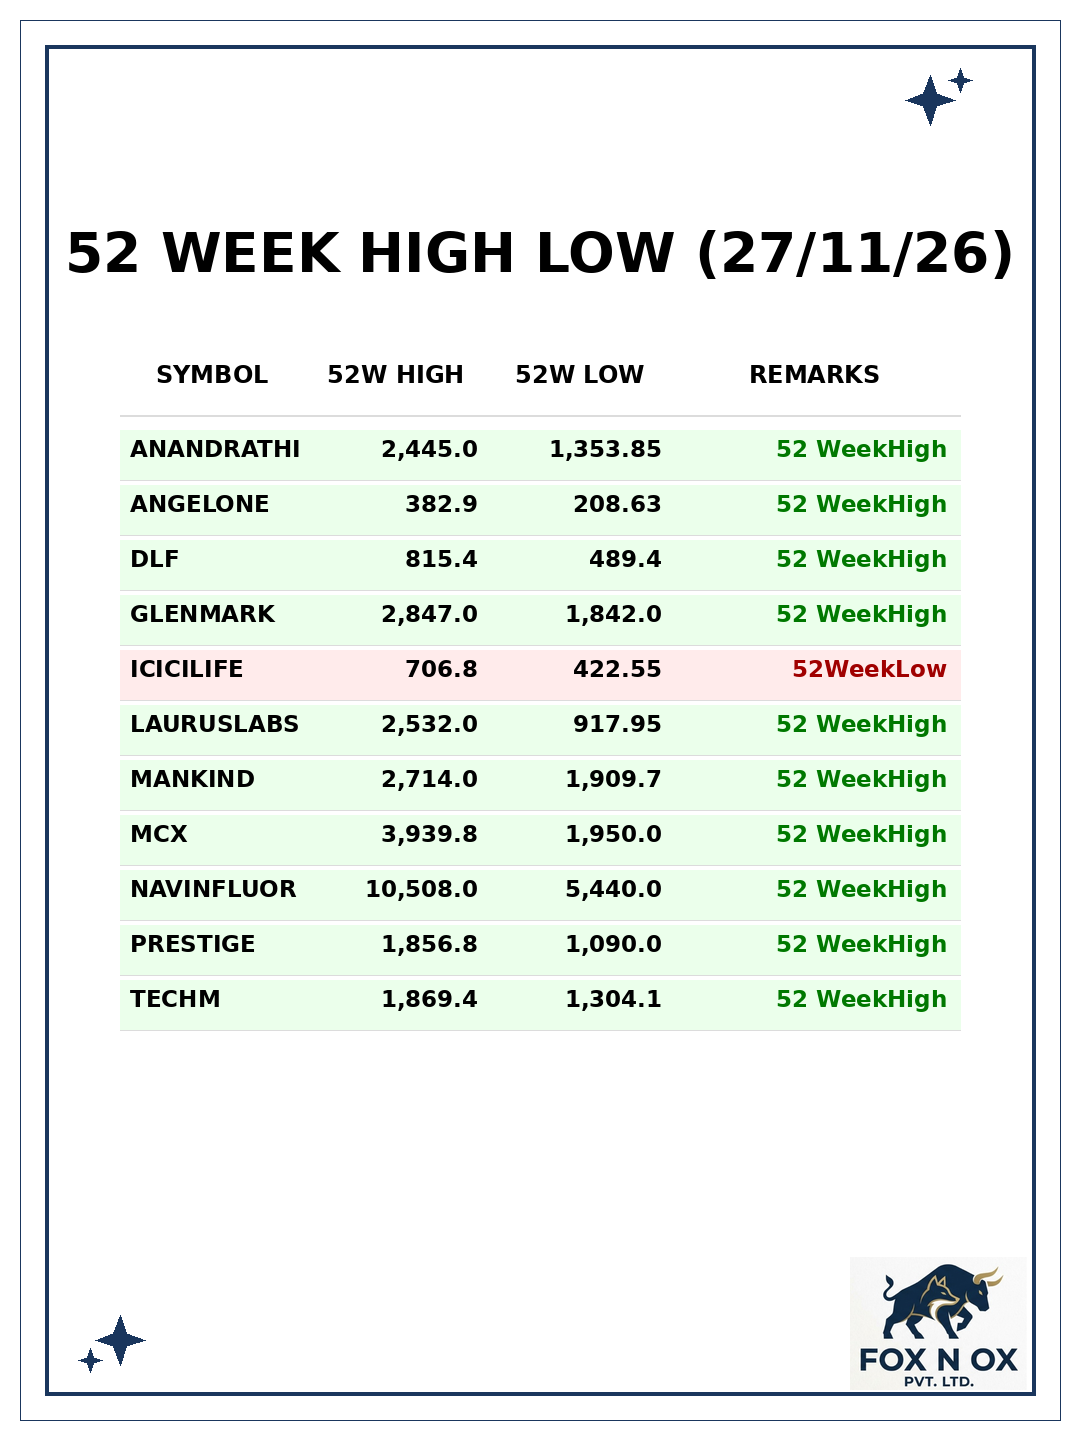 52 WEEK HIGH LOW (27/11/26)
SYMBOL 52W HIGH 52W LOW REMARKS
ANANDRATHI 2,445.0 1,353.85 52 WeekHigh
ANGELONE 382.9 208.63 52 WeekHigh
DLF 815.4 489.4 52 WeekHigh
GLENMARK 2,847.0 1,842.0 52 WeekHigh
ICICILIFE 706.8 422.55 52WeekLow
LAURUSLABS 2,532.0 917.95 52 WeekHigh
MANKIND 2,714.0 1,909.7 52 WeekHigh
MCX 3,939.8 1,950.0 52 WeekHigh
NAVINFLUOR 10,508.0 5,440.0 52 WeekHigh
PRESTIGE 1,856.8 1,090.0 52 WeekHigh
TECHM 1,869.4 1,304.1 52 WeekHigh
FOX N OX
PVT. LTD.